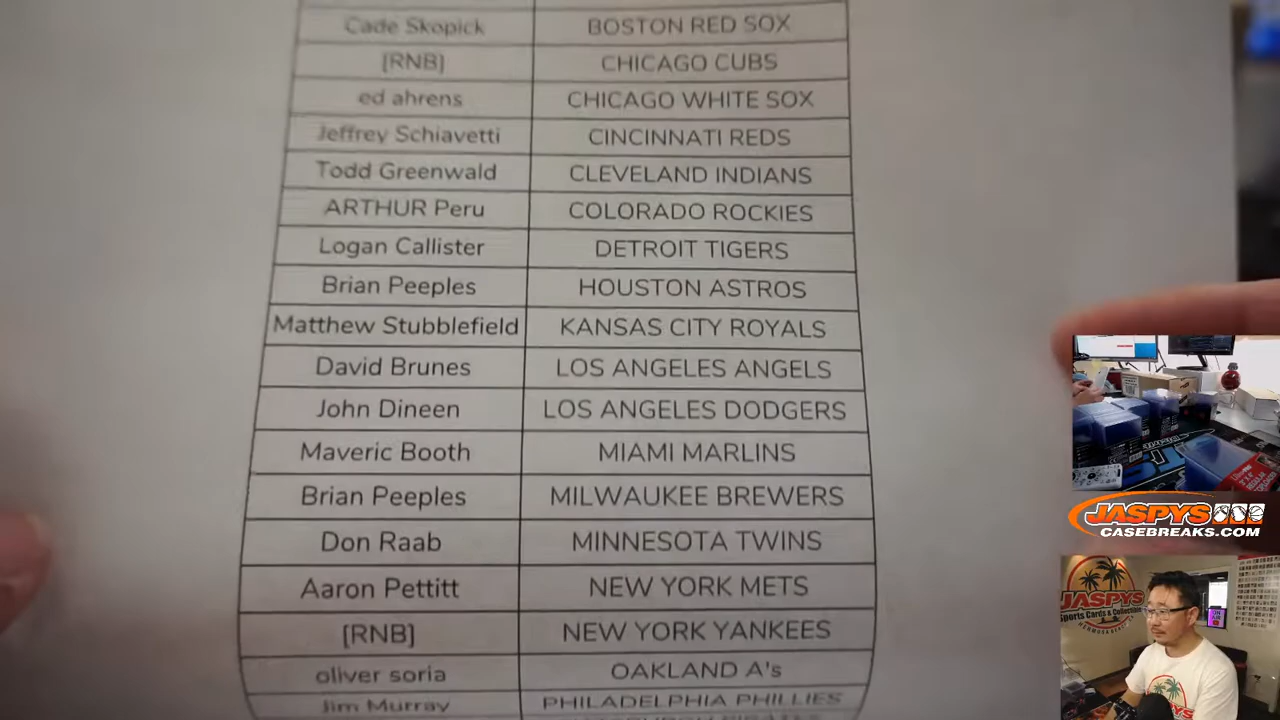 Cade Skopick BOSTON RED SOX
[RNB] CHICAGO CUBS
ed ahrens CHICAGO WHITE SOX
Jeffrey Schiavetti CINCINNATI REDS
Todd Greenwald CLEVELAND INDIANS
ARTHUR Peru COLORADO ROCKIES
Logan Callister DETROIT TIGERS
Brian Peeples HOUSTON ASTROS
Matthew Stubblefield KANSAS CITY ROYALS
David Brunes LOS ANGELES ANGELS
John Dineen LOS ANGELES DODGERS
Maveric Booth MIAMI MARLINS
Brian Peeples MILWAUKEE BREWERS
Don Raab MINNESOTA TWINS
Aaron Pettitt NEW YORK METS
[RNB] NEW YORK YANKEES
oliver soria OAKLAND A's
Jim Murray PHILADELPHIA PHILLIES
JASPYS
CASEBREAKS.COM
JASPYS
Sports Cards & Collectibles